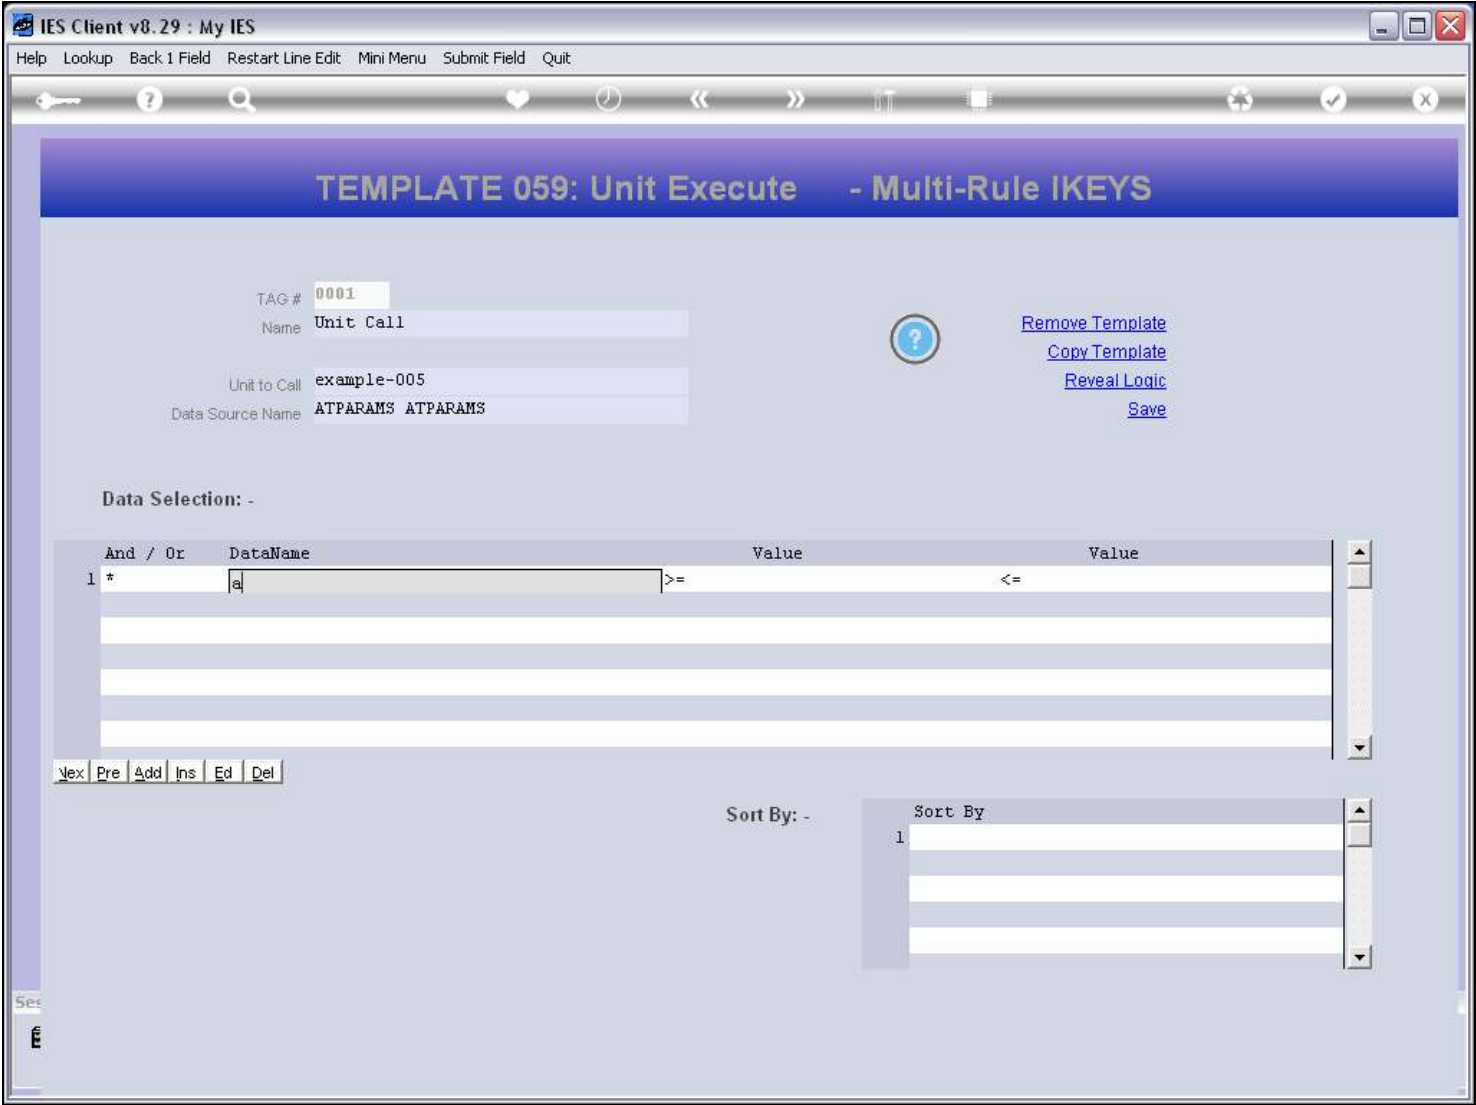 IES Client v8.29 : My IES
Help Lookup Back 1 Field Restart Line Edit Mini Menu Submit Field Quit
TEMPLATE 059: Unit Execute - Multi-Rule IKEYS
TAG # 0001
Name Unit Call
Remove Template
Copy Template
Unit to Call example-005
Reveal Logic
Data Source Name ATPARAMS ATPARAMS
Save
Data Selection: -
And / Or DataName Value Value
1 * a >= <=
Nex Pre Add Ins Ed Del
Sort By: -
Sort By
1
Ses